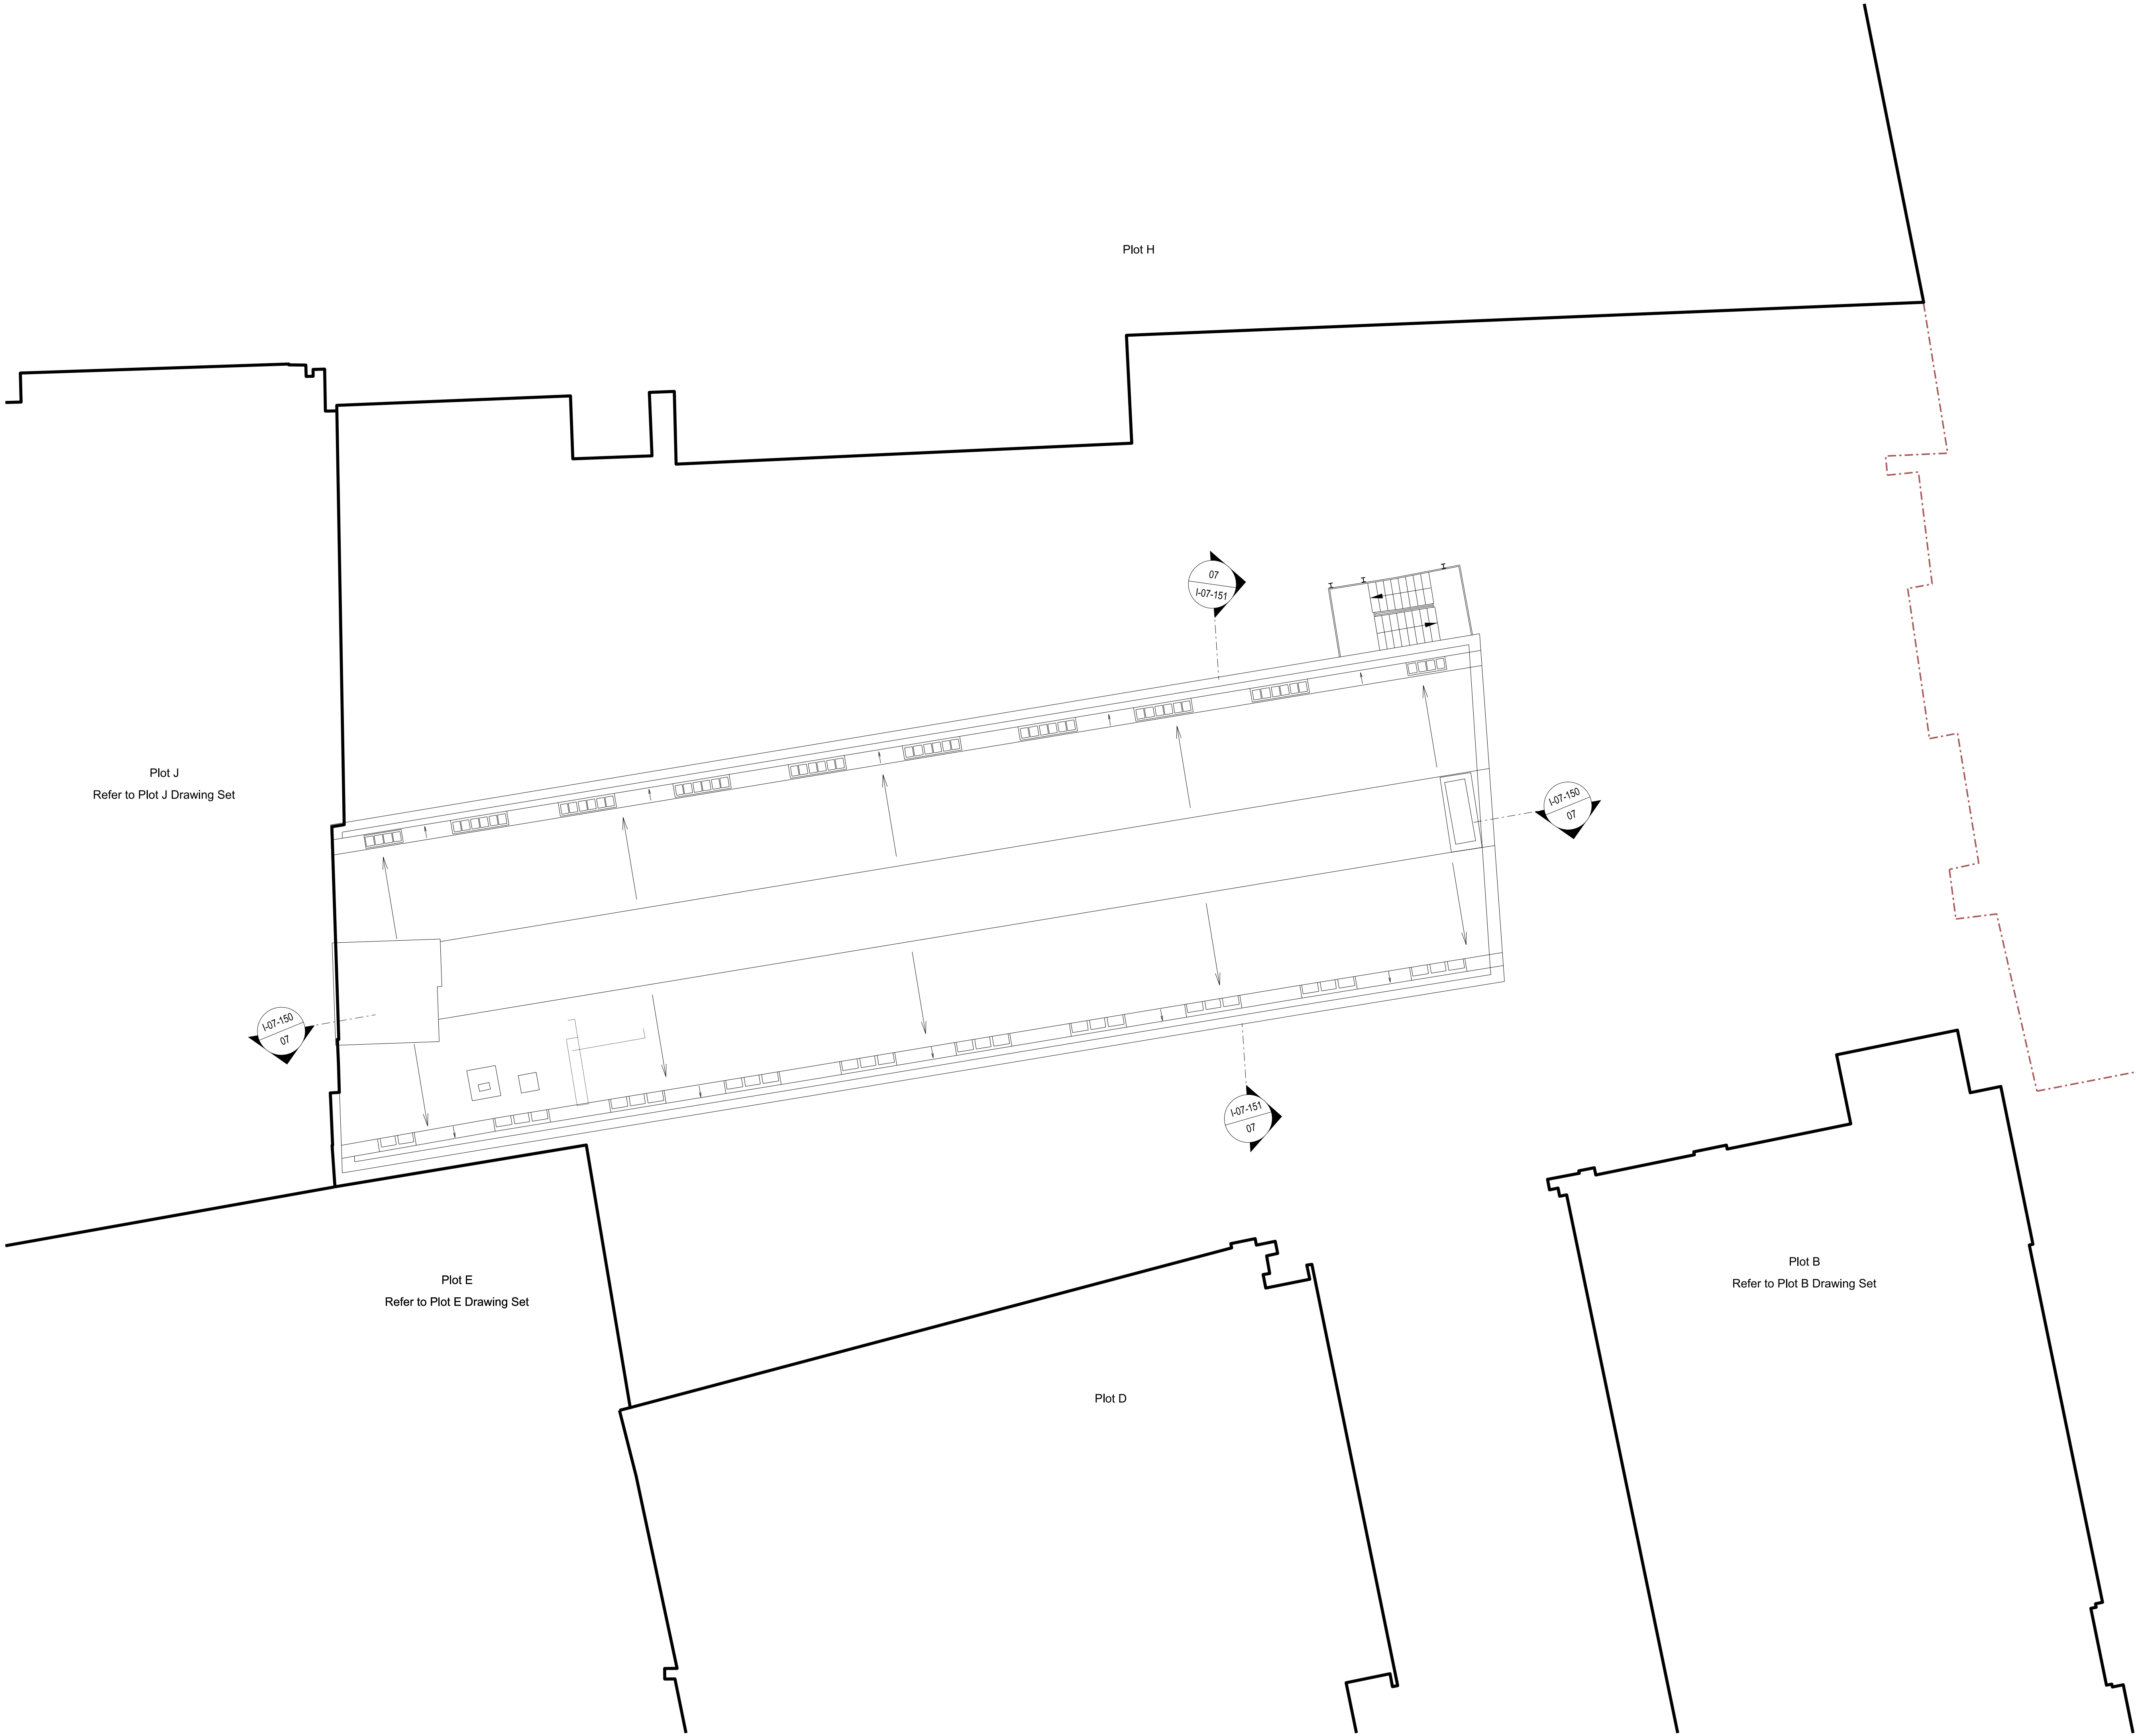 Plot H
07
I-07-151
Plot J
Refer to Plot J Drawing Set
I-07-150
07
I-07-150
07
I-07-151
07
Plot E
Refer to Plot E Drawing Set
Plot B
Refer to Plot B Drawing Set
Plot D